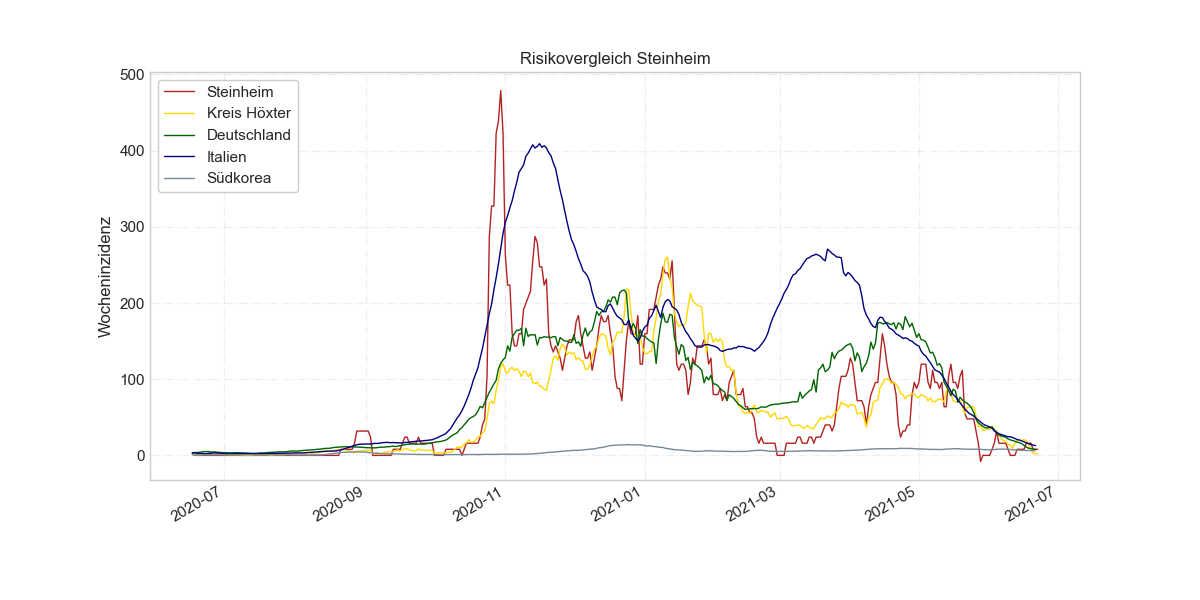 Risikovergleich Steinheim
Wocheninzidenz
500
400
300
200
100
0
Steinheim
Kreis Höxter
Deutschland
Italien
Südkorea
2020-07
2020-09
2020-11
2021-01
2021-03
2021-05
2021-07